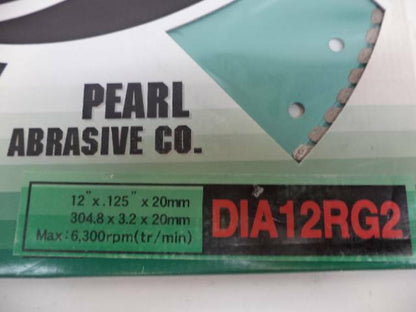 PEARL
ABRASIVE CO.
12" x .125" x 20mm
304.8 x 3.2 x 20mm
Max: 6,300rpm(tr/min)
DIA12RG2